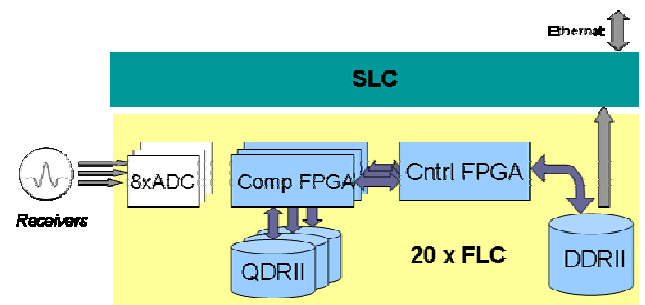 Ethernet
SLC
8xADC
Comp FPGA
Cntrl FPGA
Receivers
QDRII
20 x FLC
DDRII